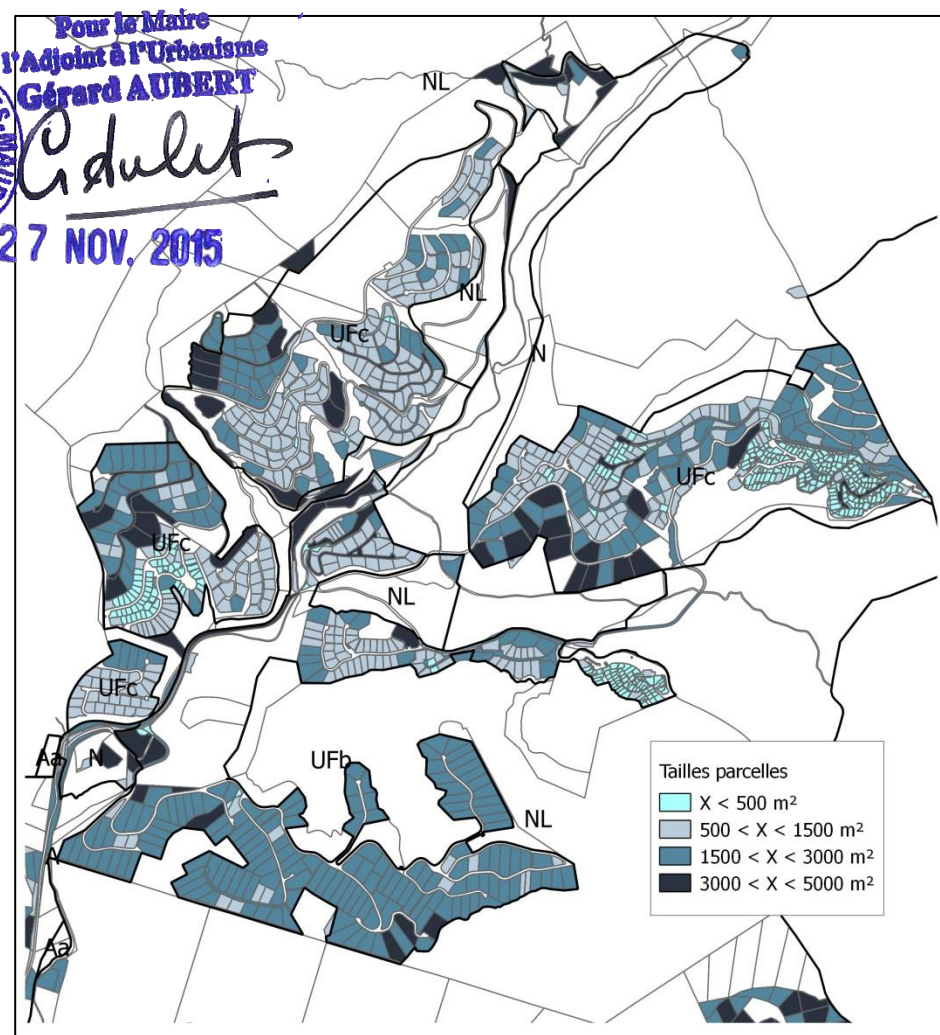 Pour le Maire
l'Adjoint à l'Urbanisme
Gérard AUBERT
27 NOV. 2015
NL
NL
UFc
N
UFc
UFc
NL
UFc
Aa
N
UFb
NL
Aa
Tailles parcelles
X < 500 m²
500 < X < 1500 m²
1500 < X < 3000 m²
3000 < X < 5000 m²